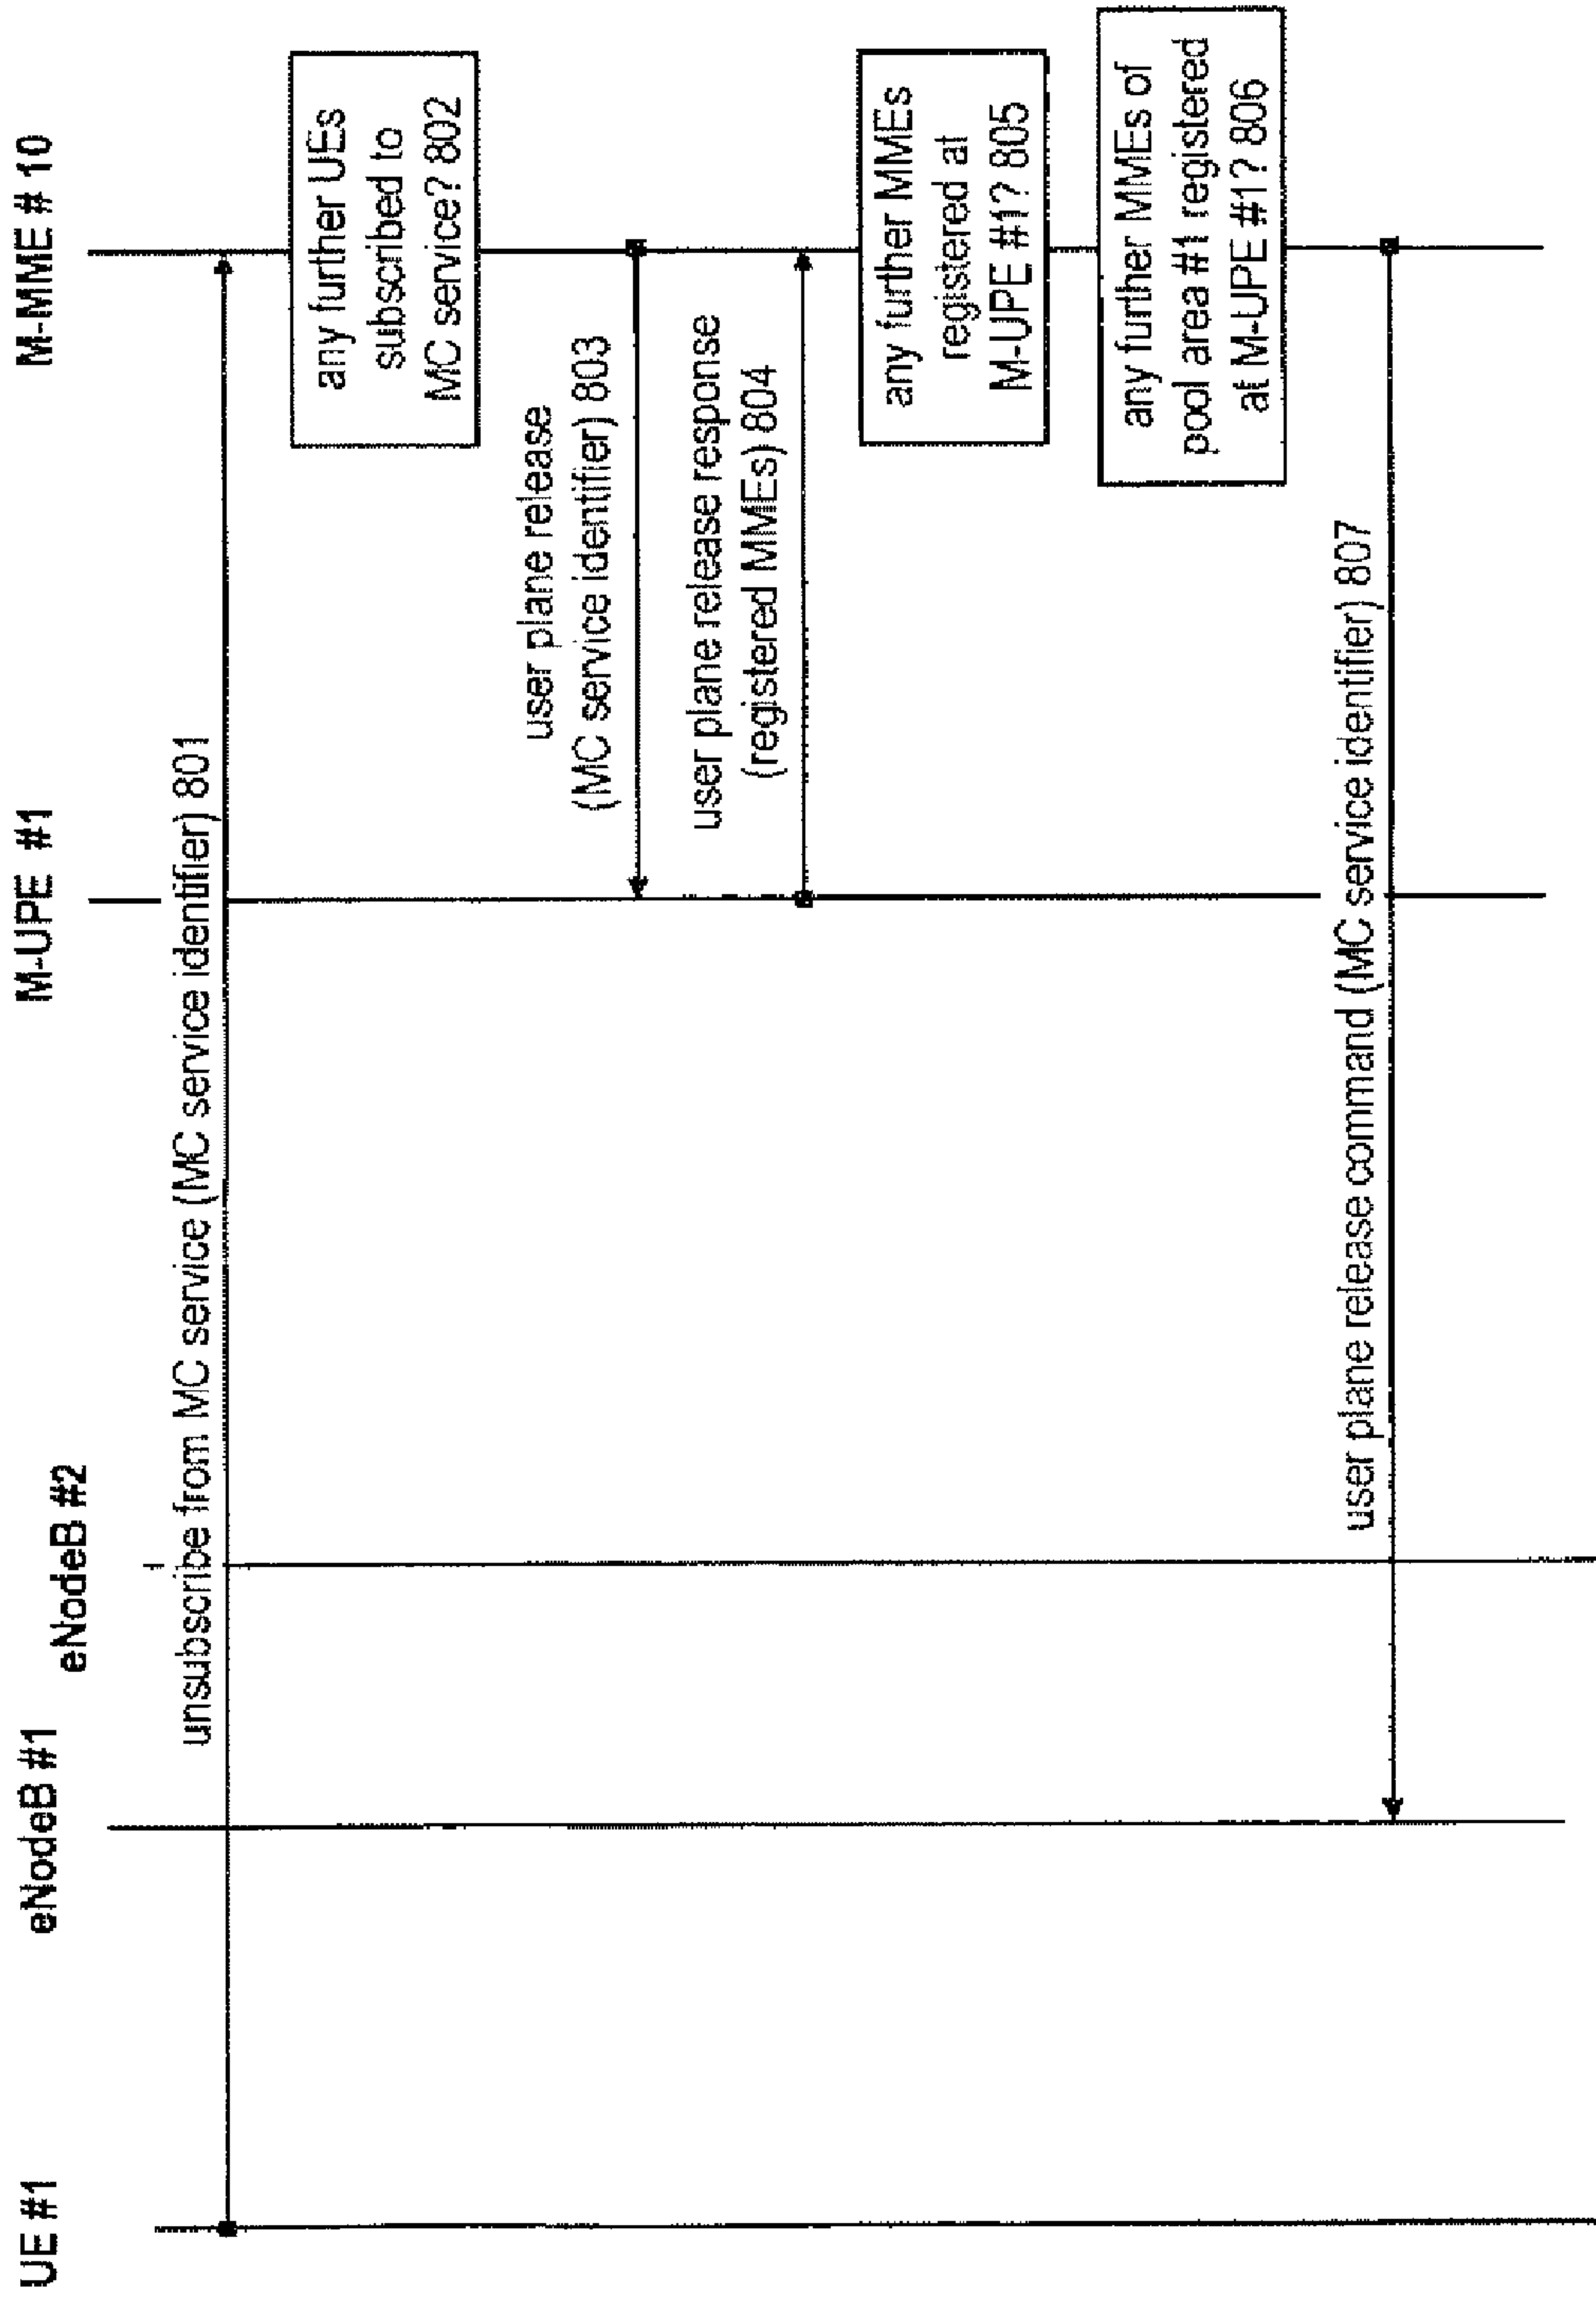 UE #1
eNodeB #1
eNodeB #2
M-UPE #1
M-MME # 10
unsubscribe from MC service (MC service identifier) 801
any further UEs
subscribed to
MC service? 802
user plane release
(MC service identifier) 803
user plane release response
(registered MMEs) 804
any further MMEs
registered at
M-UPE #1? 805
any further MMEs of
pool area #1 registered
at M-UPE #1? 806
user plane release command (MC service identifier) 807